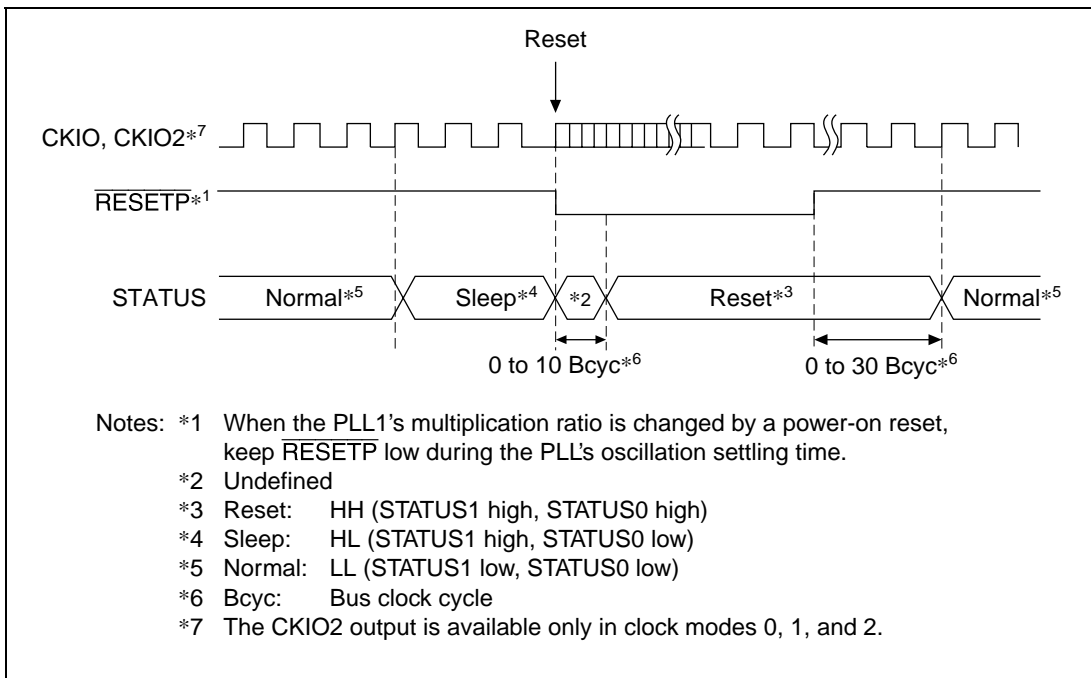 Reset
CKIO, CKIO2*7
RESETP*1
STATUS Normal*5 Sleep*4 *2 Reset*3 Normal*5
0 to 10 Bcyc*6 0 to 30 Bcyc*6
Notes: *1 When the PLL1's multiplication ratio is changed by a power-on reset,
keep RESETP low during the PLL's oscillation settling time.
*2 Undefined
*3 Reset: HH (STATUS1 high, STATUS0 high)
*4 Sleep: HL (STATUS1 high, STATUS0 low)
*5 Normal: LL (STATUS1 low, STATUS0 low)
*6 Bcyc: Bus clock cycle
*7 The CKIO2 output is available only in clock modes 0, 1, and 2.